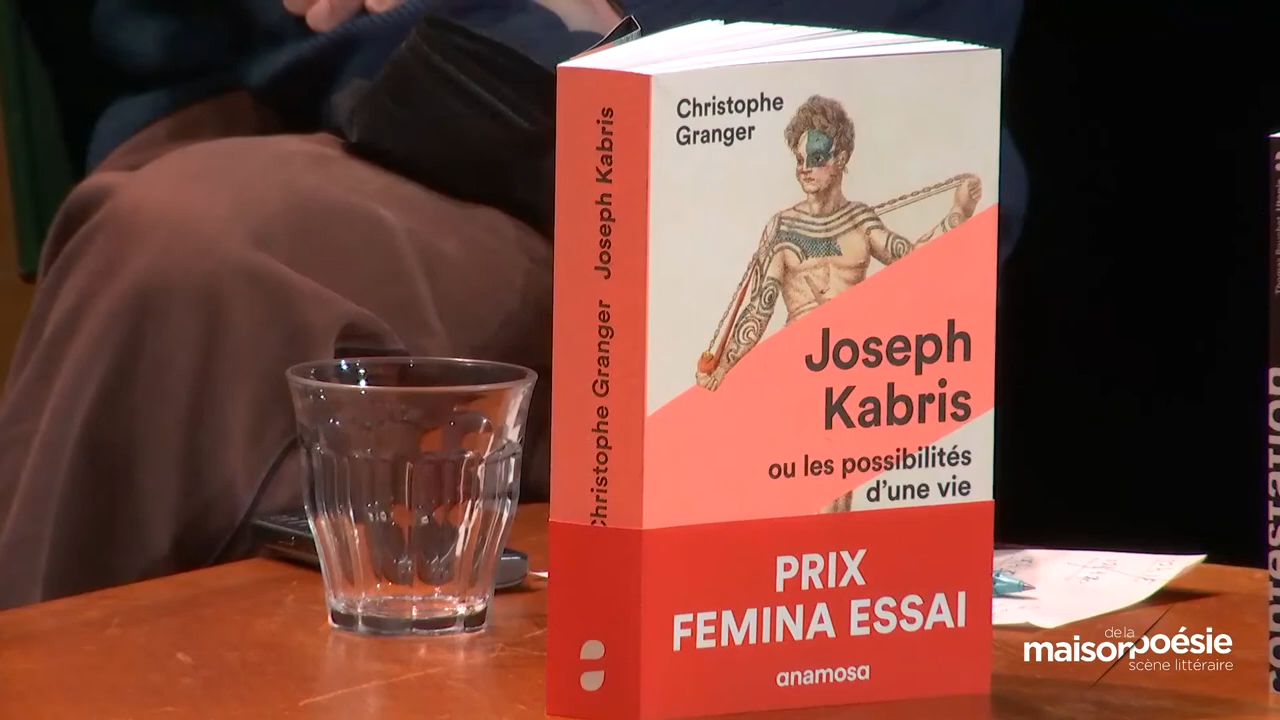 Christophe
Granger
Joseph
Kabris
ou les possibilités
d'une vie
PRIX
FEMINA ESSAI
anamosa
Christophe Granger Joseph Kabris
maison de la poésie
scène littéraire